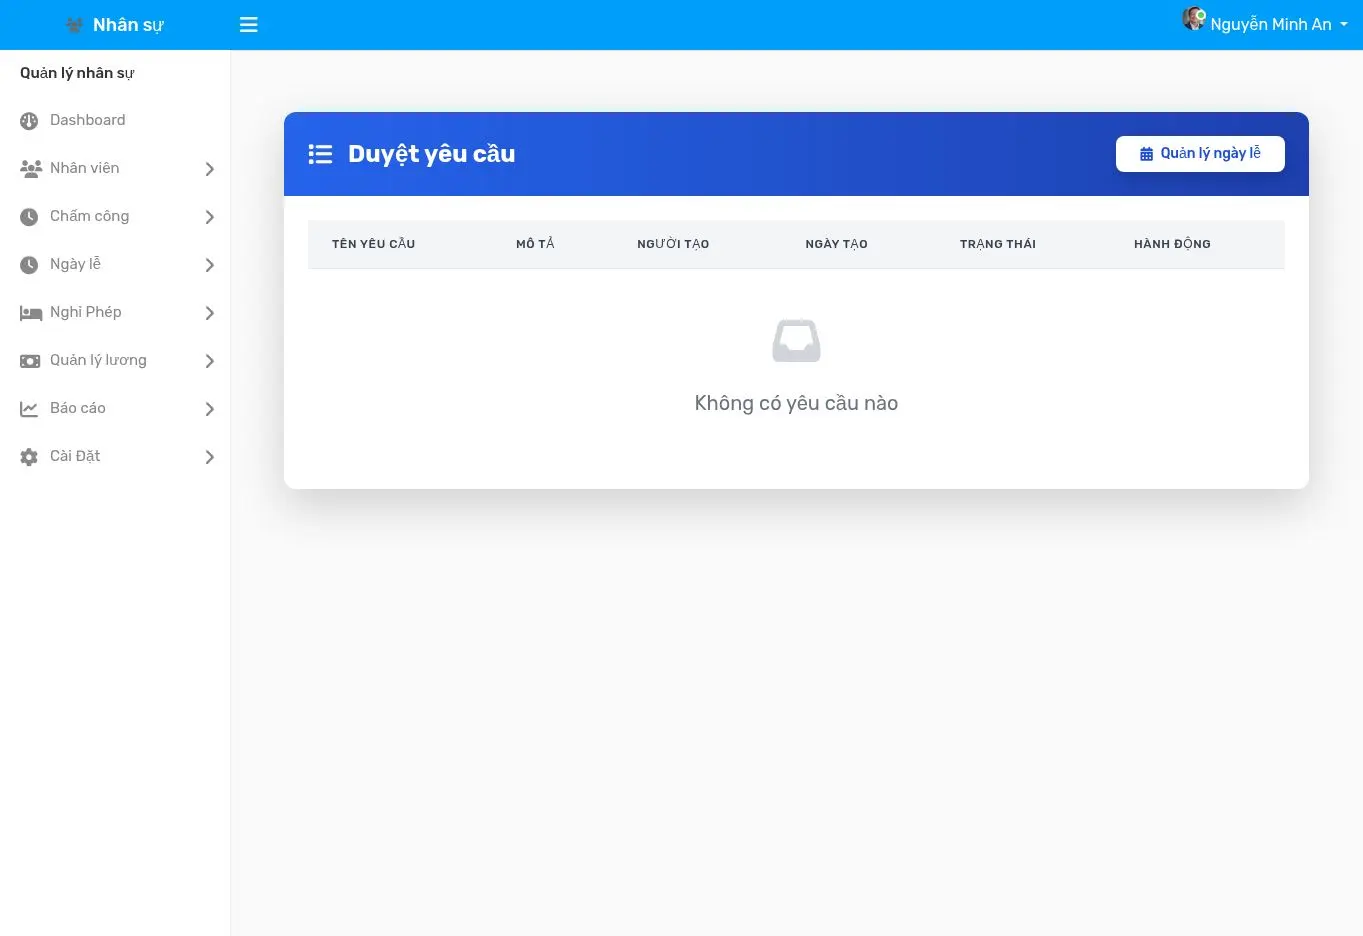 Nhân sự
Nguyễn Minh An
Quản lý nhân sự
Dashboard
Nhân viên
Chấm công
Ngày lễ
Nghỉ Phép
Quản lý lương
Báo cáo
Cài Đặt
Duyệt yêu cầu
Quản lý ngày lễ
TÊN YÊU CẦU MÔ TẢ NGƯỜI TẠO NGÀY TẠO TRẠNG THÁI HÀNH ĐỘNG
Không có yêu cầu nào